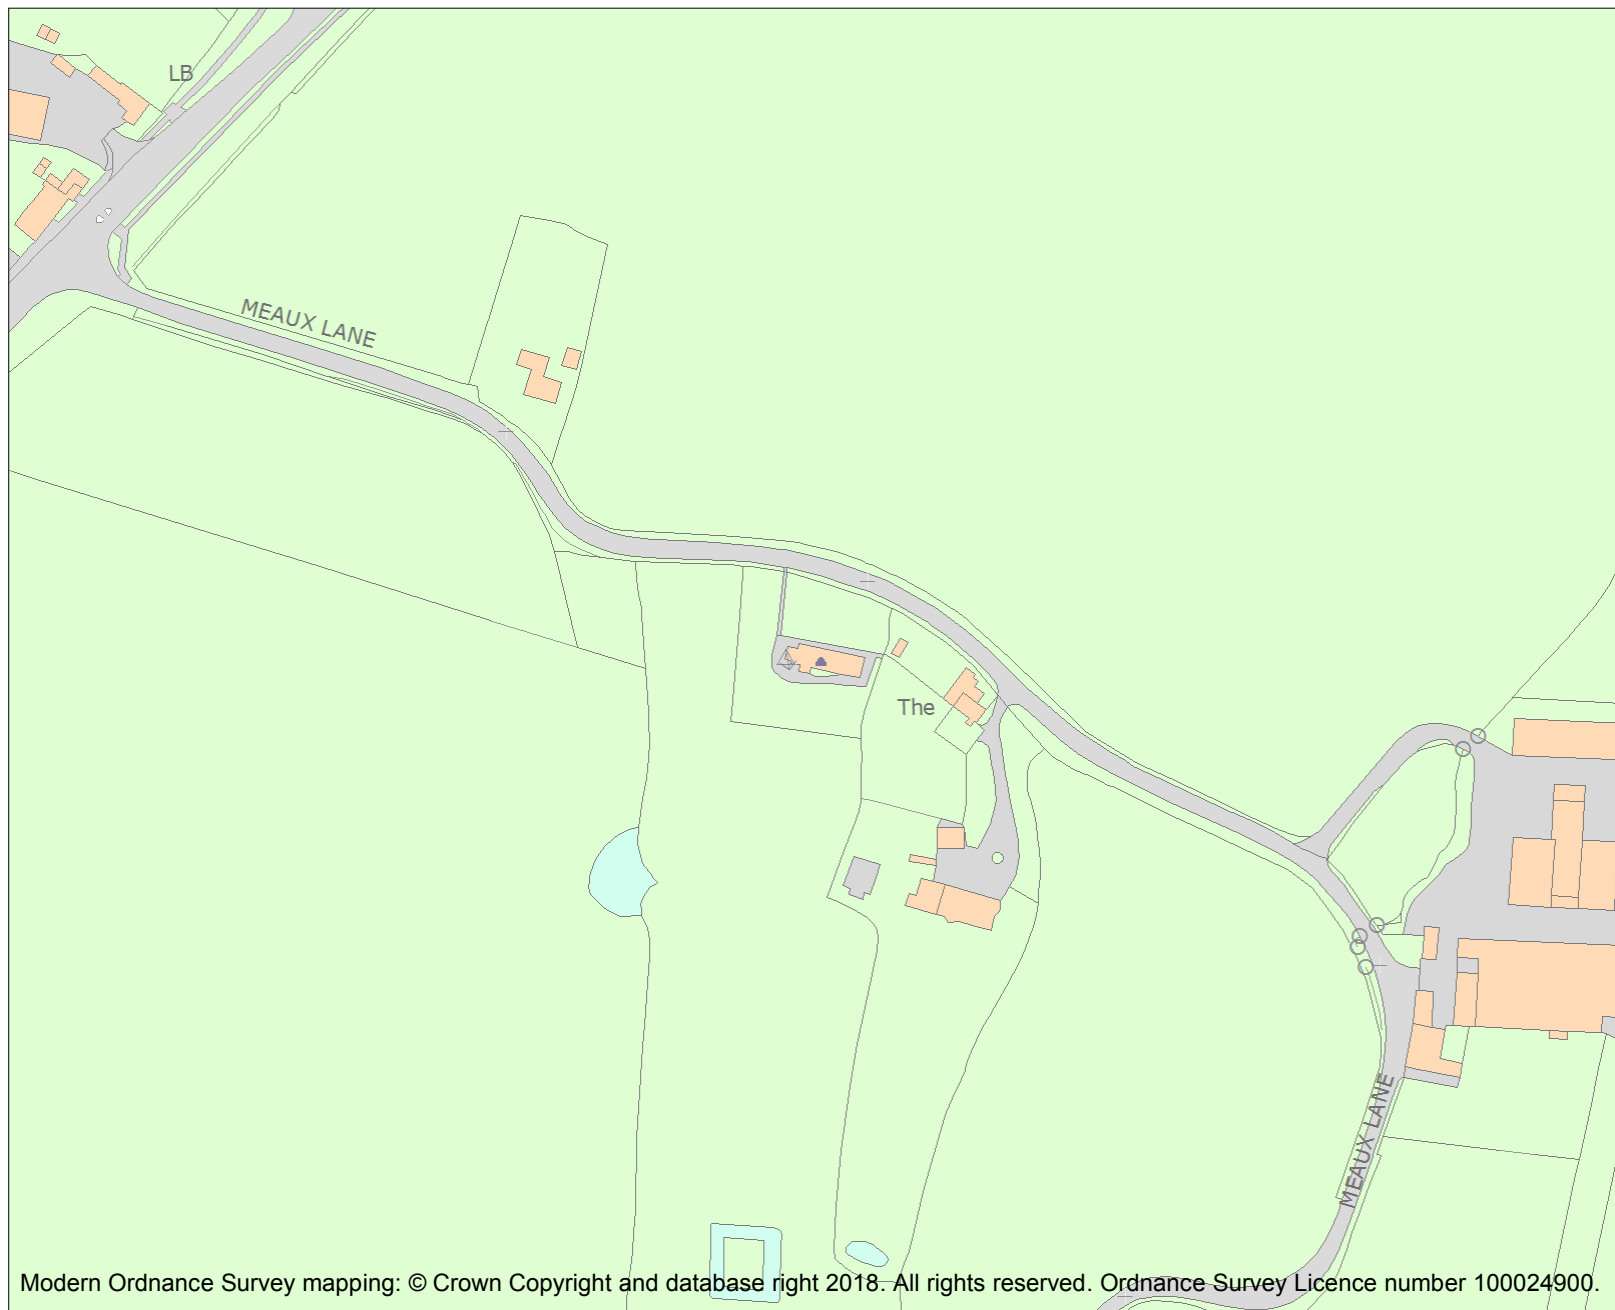 LB
MEAUX LANE
The
MEAUX LANE
Modern Ordnance Survey mapping: © Crown Copyright and database right 2018. All rights reserved. Ordnance Survey Licence number 100024900.